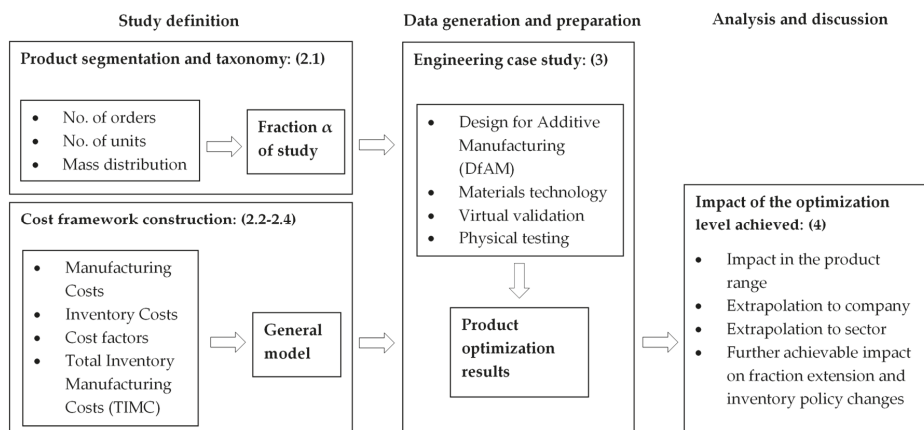 Study definition
Product segmentation and taxonomy: (2.1)
• No. of orders
• No. of units
• Mass distribution
Fraction α
of study
Cost framework construction: (2.2-2.4)
• Manufacturing
Costs
• Inventory Costs
• Cost factors
• Total Inventory
Manufacturing
Costs (TIMC)
General
model
Data generation and preparation
Engineering case study: (3)
• Design for Additive
Manufacturing
(DfAM)
• Materials technology
• Virtual validation
• Physical testing
Product
optimization
results
Analysis and discussion
Impact of the optimization
level achieved: (4)
• Impact in the product
range
• Extrapolation to company
• Extrapolation to sector
• Further achievable impact
on fraction extension and
inventory policy changes